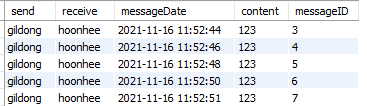 send receive messageDate content messageID
gildong hoonhee 2021-11-16 11:52:44 123 3
gildong hoonhee 2021-11-16 11:52:46 123 4
gildong hoonhee 2021-11-16 11:52:48 123 5
gildong hoonhee 2021-11-16 11:52:50 123 6
gildong hoonhee 2021-11-16 11:52:51 123 7